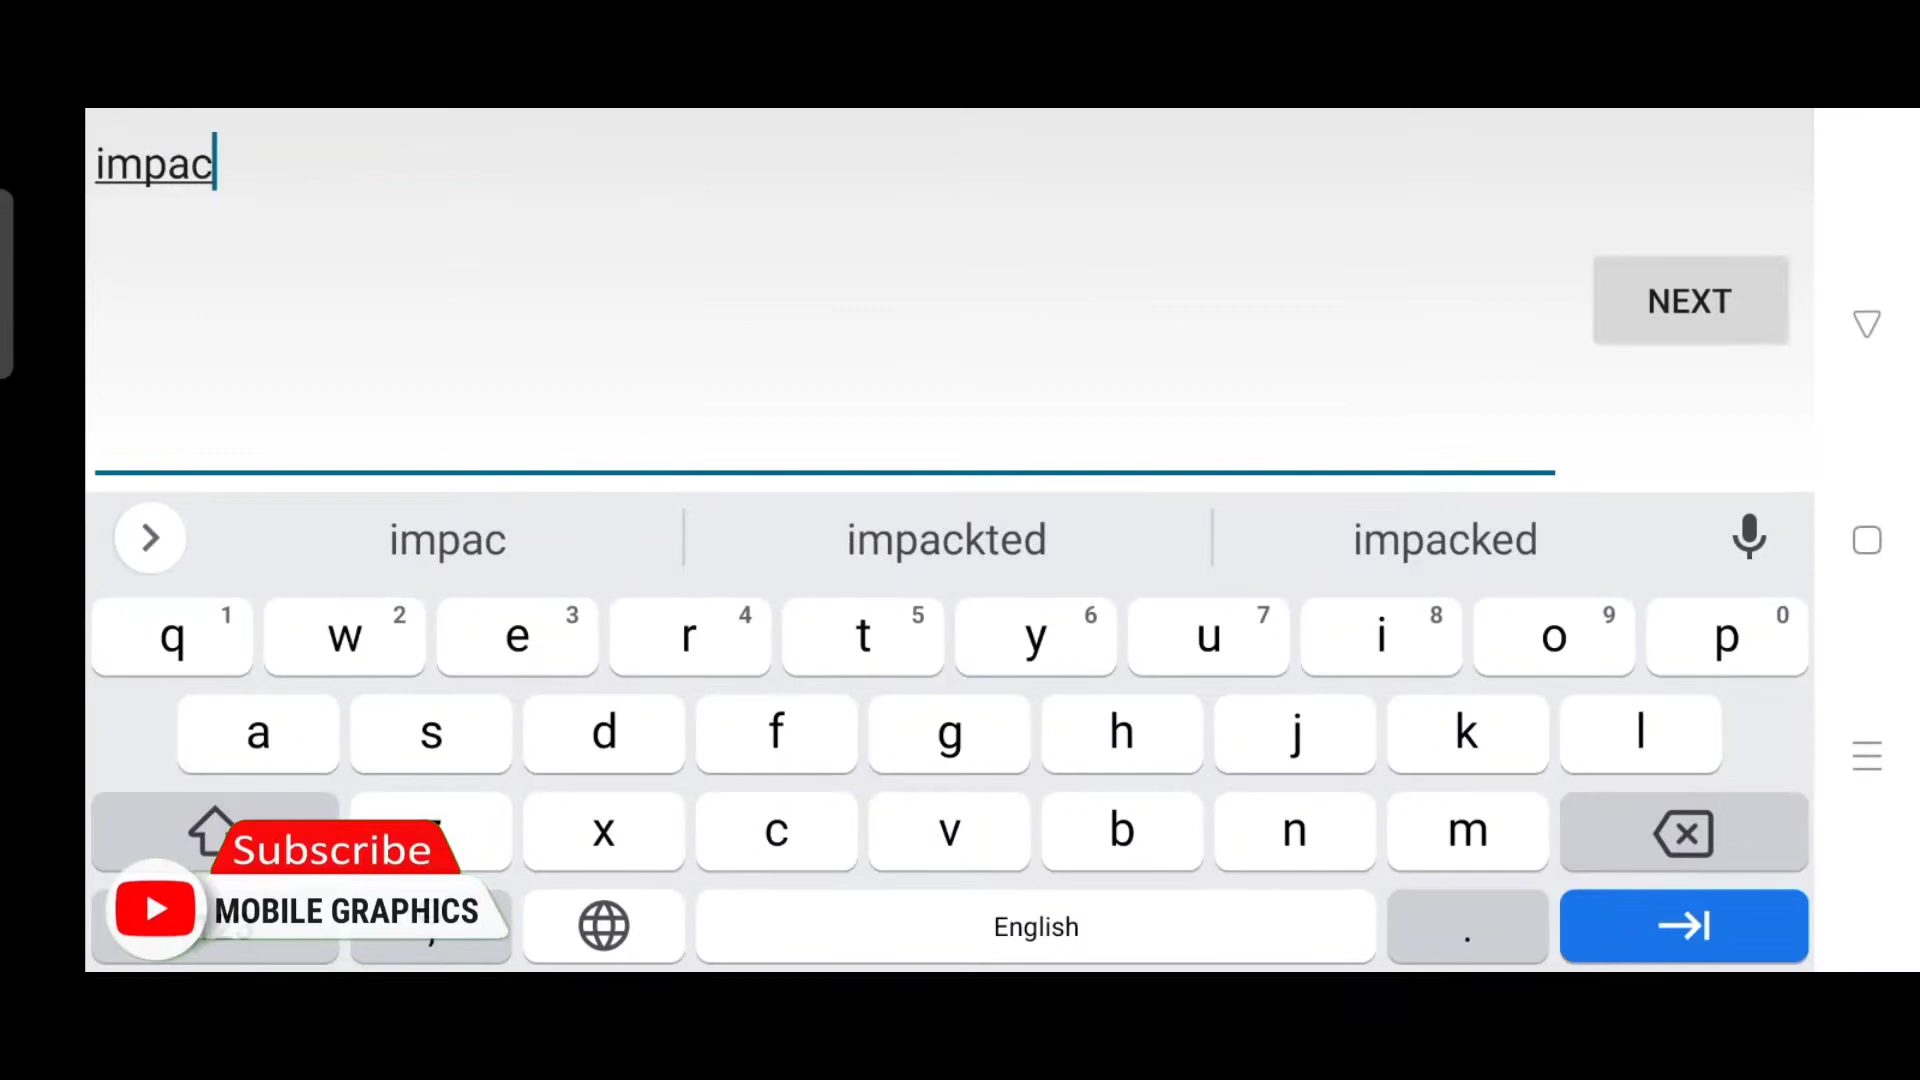 impac
NEXT
impac impackted impacked
q 1 w 2 e 3 r 4 t 5 y 6 u 7 i 8 o 9 p 0
a s d f g h j k l
x c v b n m
Subscribe
MOBILE GRAPHICS
, English .